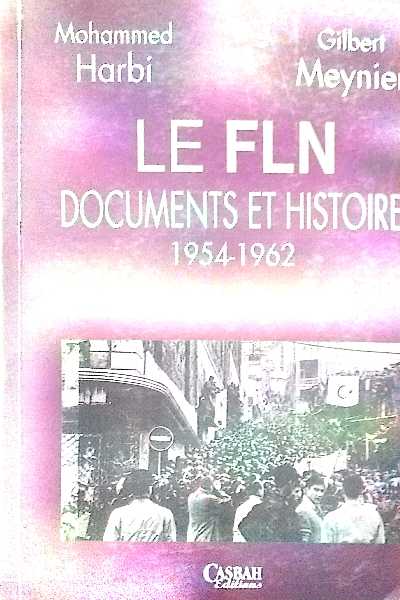 Mohammed
Harbi
Gilbert
Meynier
LE FLN
DOCUMENTS ET HISTOIRE
1954-1962
CASBAH
Editions